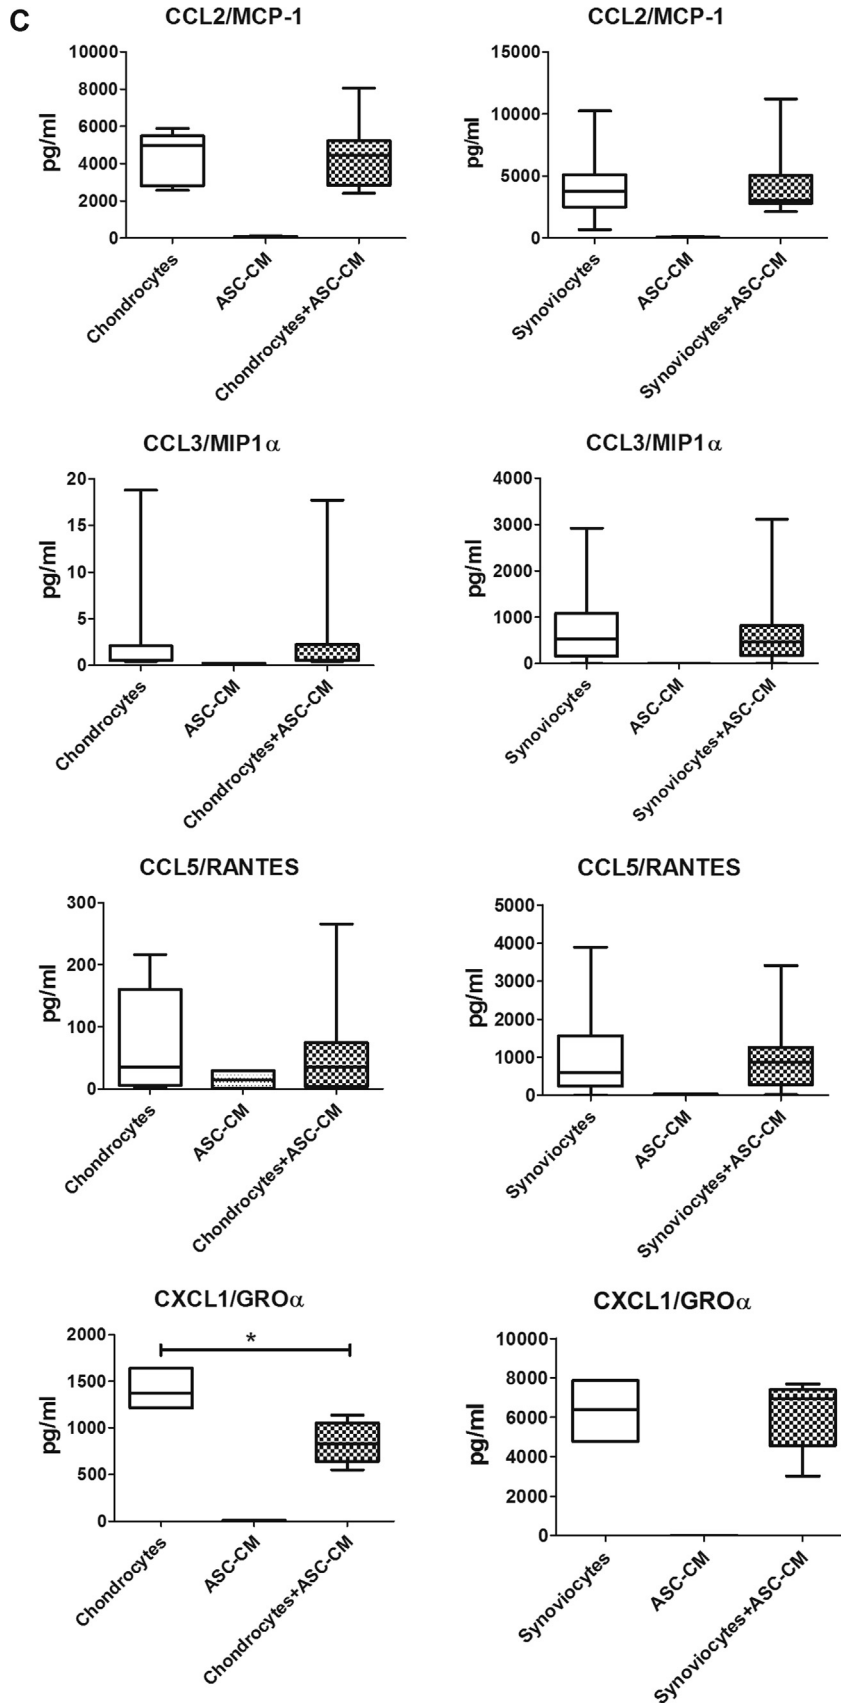 C
CCL2/MCP-1
pg/ml
10000
8000
6000
4000
2000
0
Chondrocytes
ASC-CM
Chondrocytes+ASC-CM
CCL2/MCP-1
pg/ml
15000
10000
5000
0
Synoviocytes
ASC-CM
Synoviocytes+ASC-CM
CCL3/MIP1α
pg/ml
20
15
10
5
0
Chondrocytes
ASC-CM
Chondrocytes+ASC-CM
CCL3/MIP1α
pg/ml
4000
3000
2000
1000
0
Synoviocytes
ASC-CM
Synoviocytes+ASC-CM
CCL5/RANTES
pg/ml
300
200
100
0
Chondrocytes
ASC-CM
Chondrocytes+ASC-CM
CCL5/RANTES
pg/ml
5000
4000
3000
2000
1000
0
Synoviocytes
ASC-CM
Synoviocytes+ASC-CM
CXCL1/GROα
pg/ml
2000
1500
1000
500
0
*
Chondrocytes
ASC-CM
Chondrocytes+ASC-CM
CXCL1/GROα
pg/ml
10000
8000
6000
4000
2000
0
Synoviocytes
ASC-CM
Synoviocytes+ASC-CM